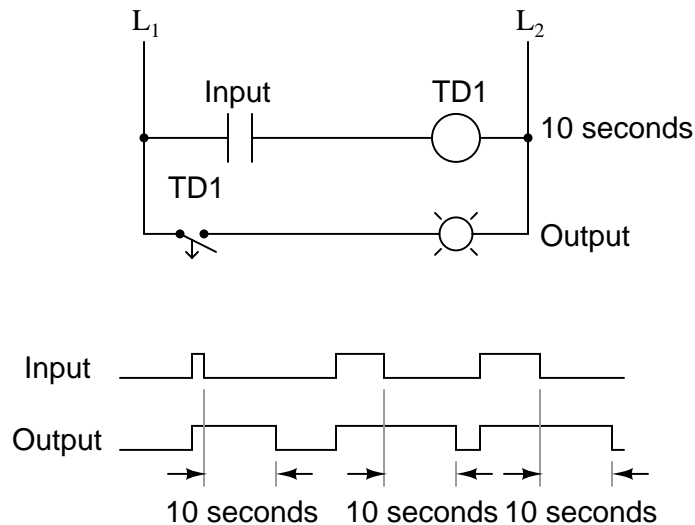 L1 L2
Input TD1
10 seconds
TD1
Output
Input
Output
10 seconds 10 seconds 10 seconds